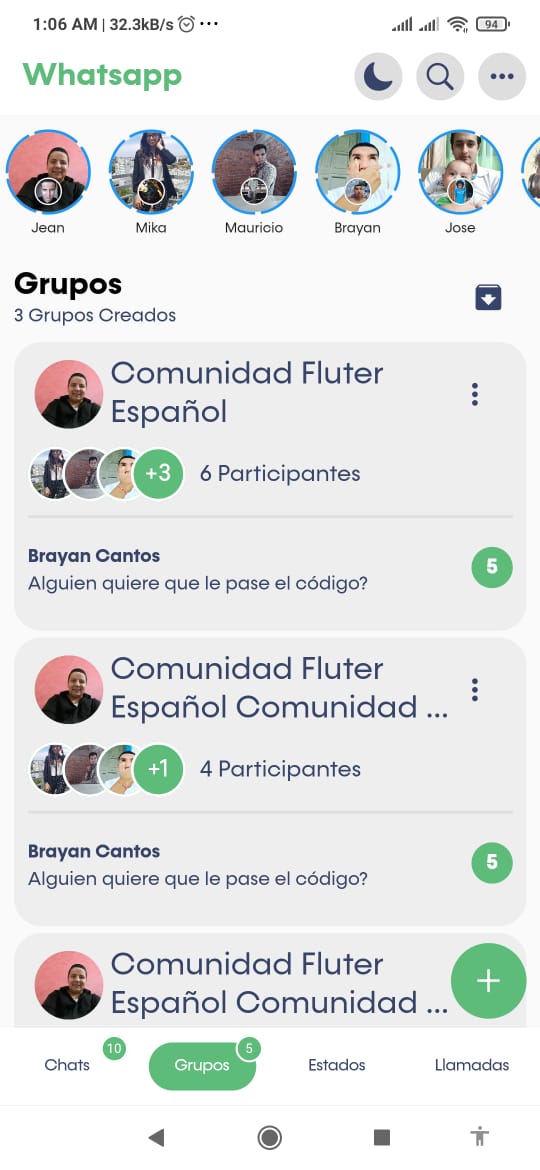 1:06 AM | 32.3kB/s ...
94
Whatsapp
Jean
Mika
Mauricio
Brayan
Jose
Grupos
3 Grupos Creados
Comunidad Fluter
Español
+3
6 Participantes
Brayan Cantos
5
Alguien quiere que le pase el código?
Comunidad Fluter
Español Comunidad ...
+1
4 Participantes
Brayan Cantos
5
Alguien quiere que le pase el código?
Comunidad Fluter
Español Comunidad ...
+
Chats
10
Grupos
5
Estados
Llamadas